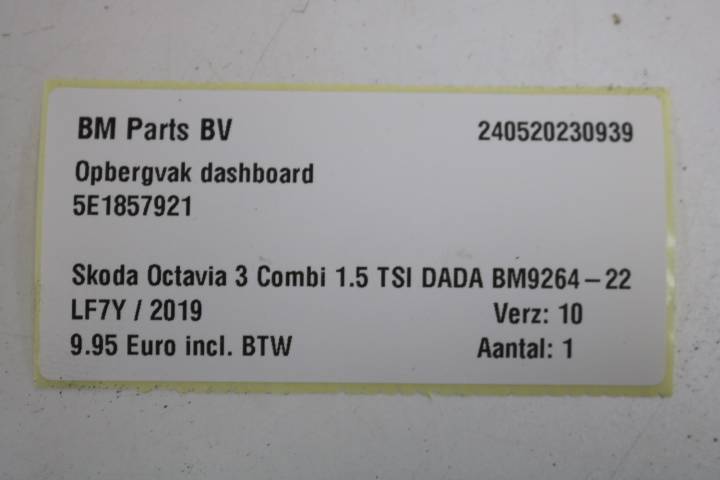 BM Parts BV 240520230939
Opbergvak dashboard
5E1857921
Skoda Octavia 3 Combi 1.5 TSI DADA BM9264-22
LF7Y / 2019 Verz: 10
9.95 Euro incl. BTW Aantal: 1